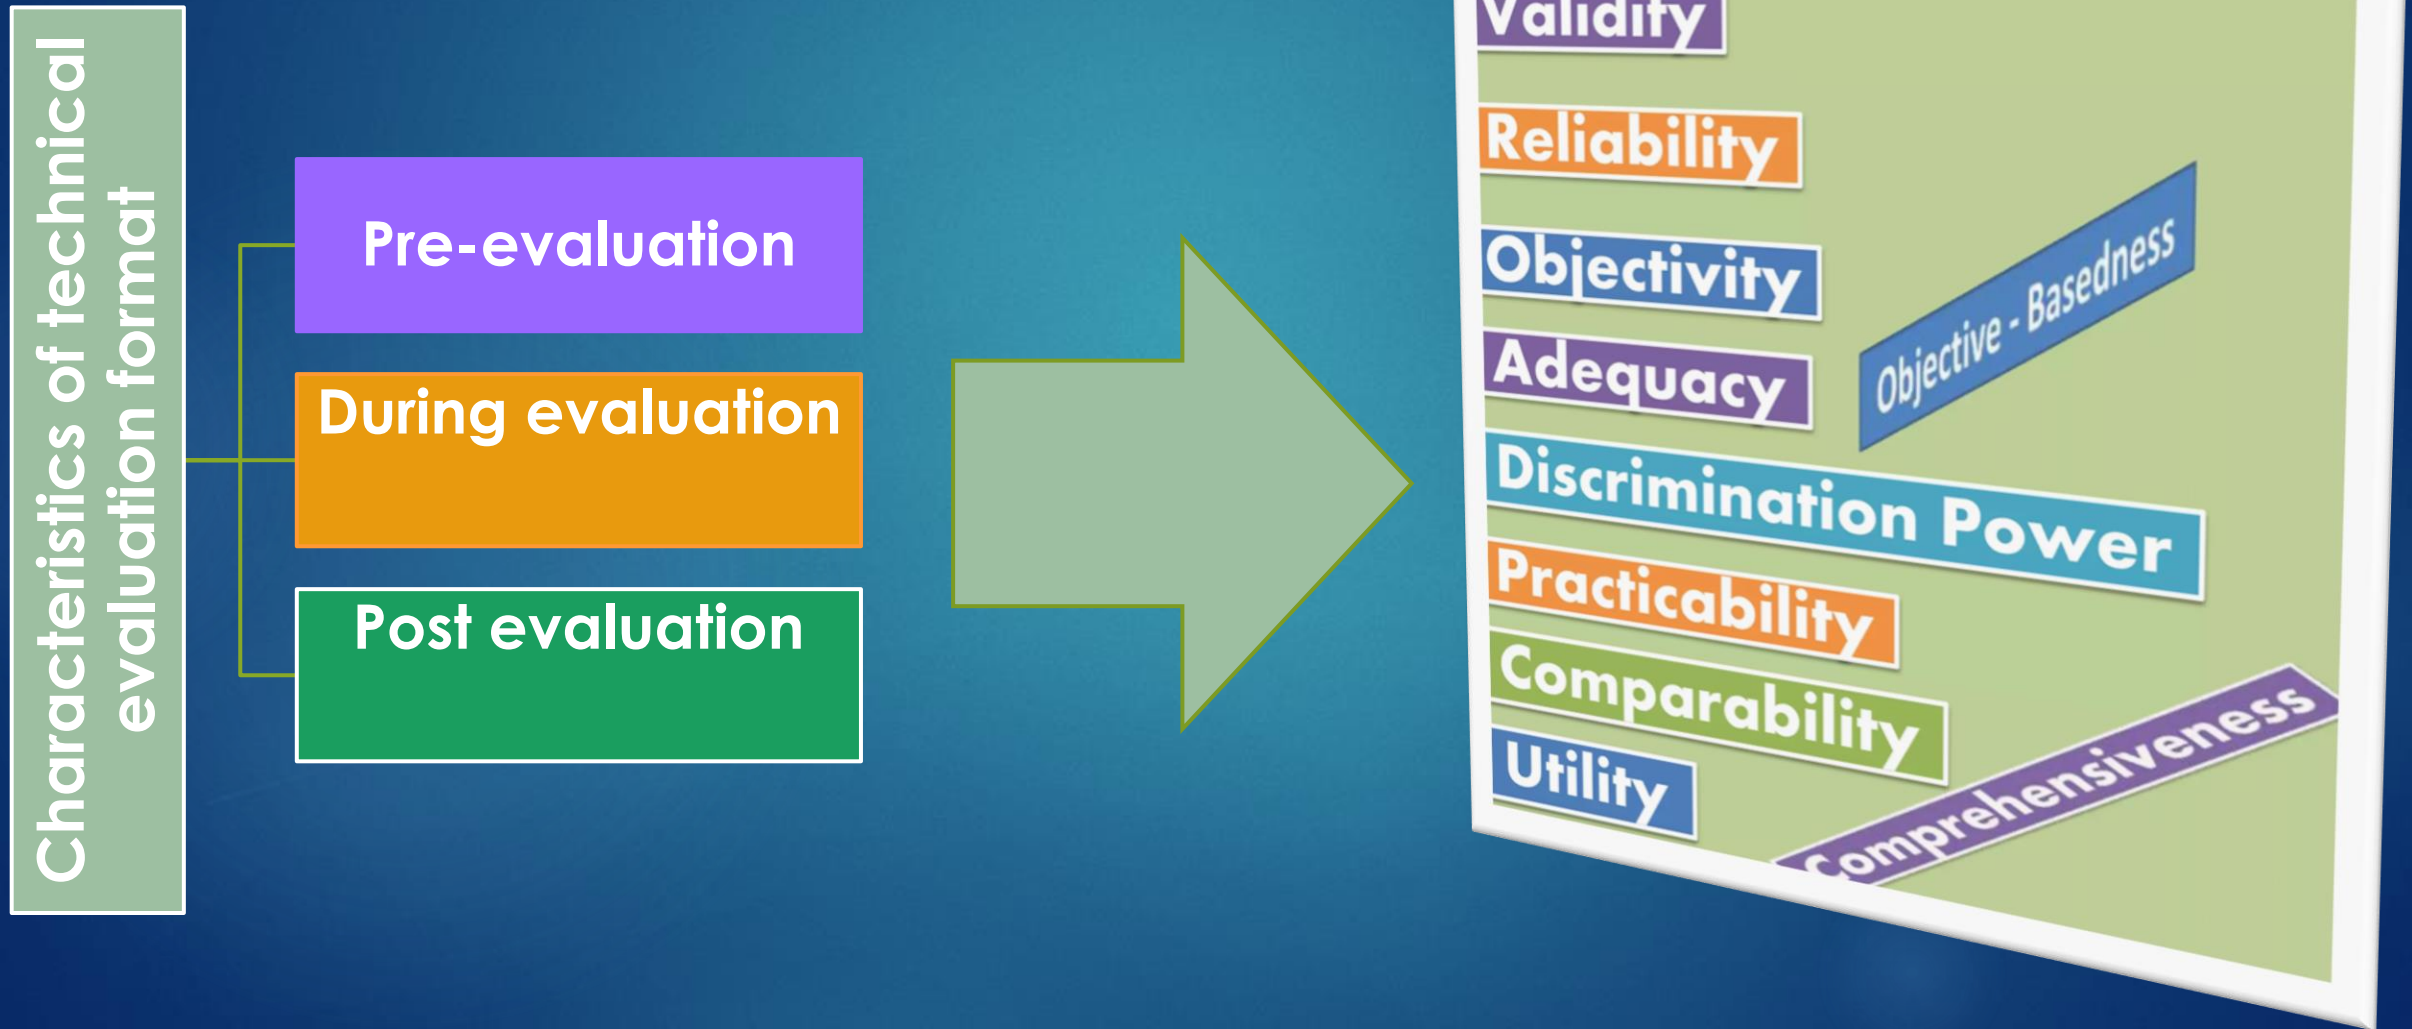 Characteristics of technical
evaluation format
Pre-evaluation
During evaluation
Post evaluation
Validity
Reliability
Objectivity
Adequacy
Objective - Basedness
Discrimination Power
Practicability
Comparability
Utility
Comprehensiveness